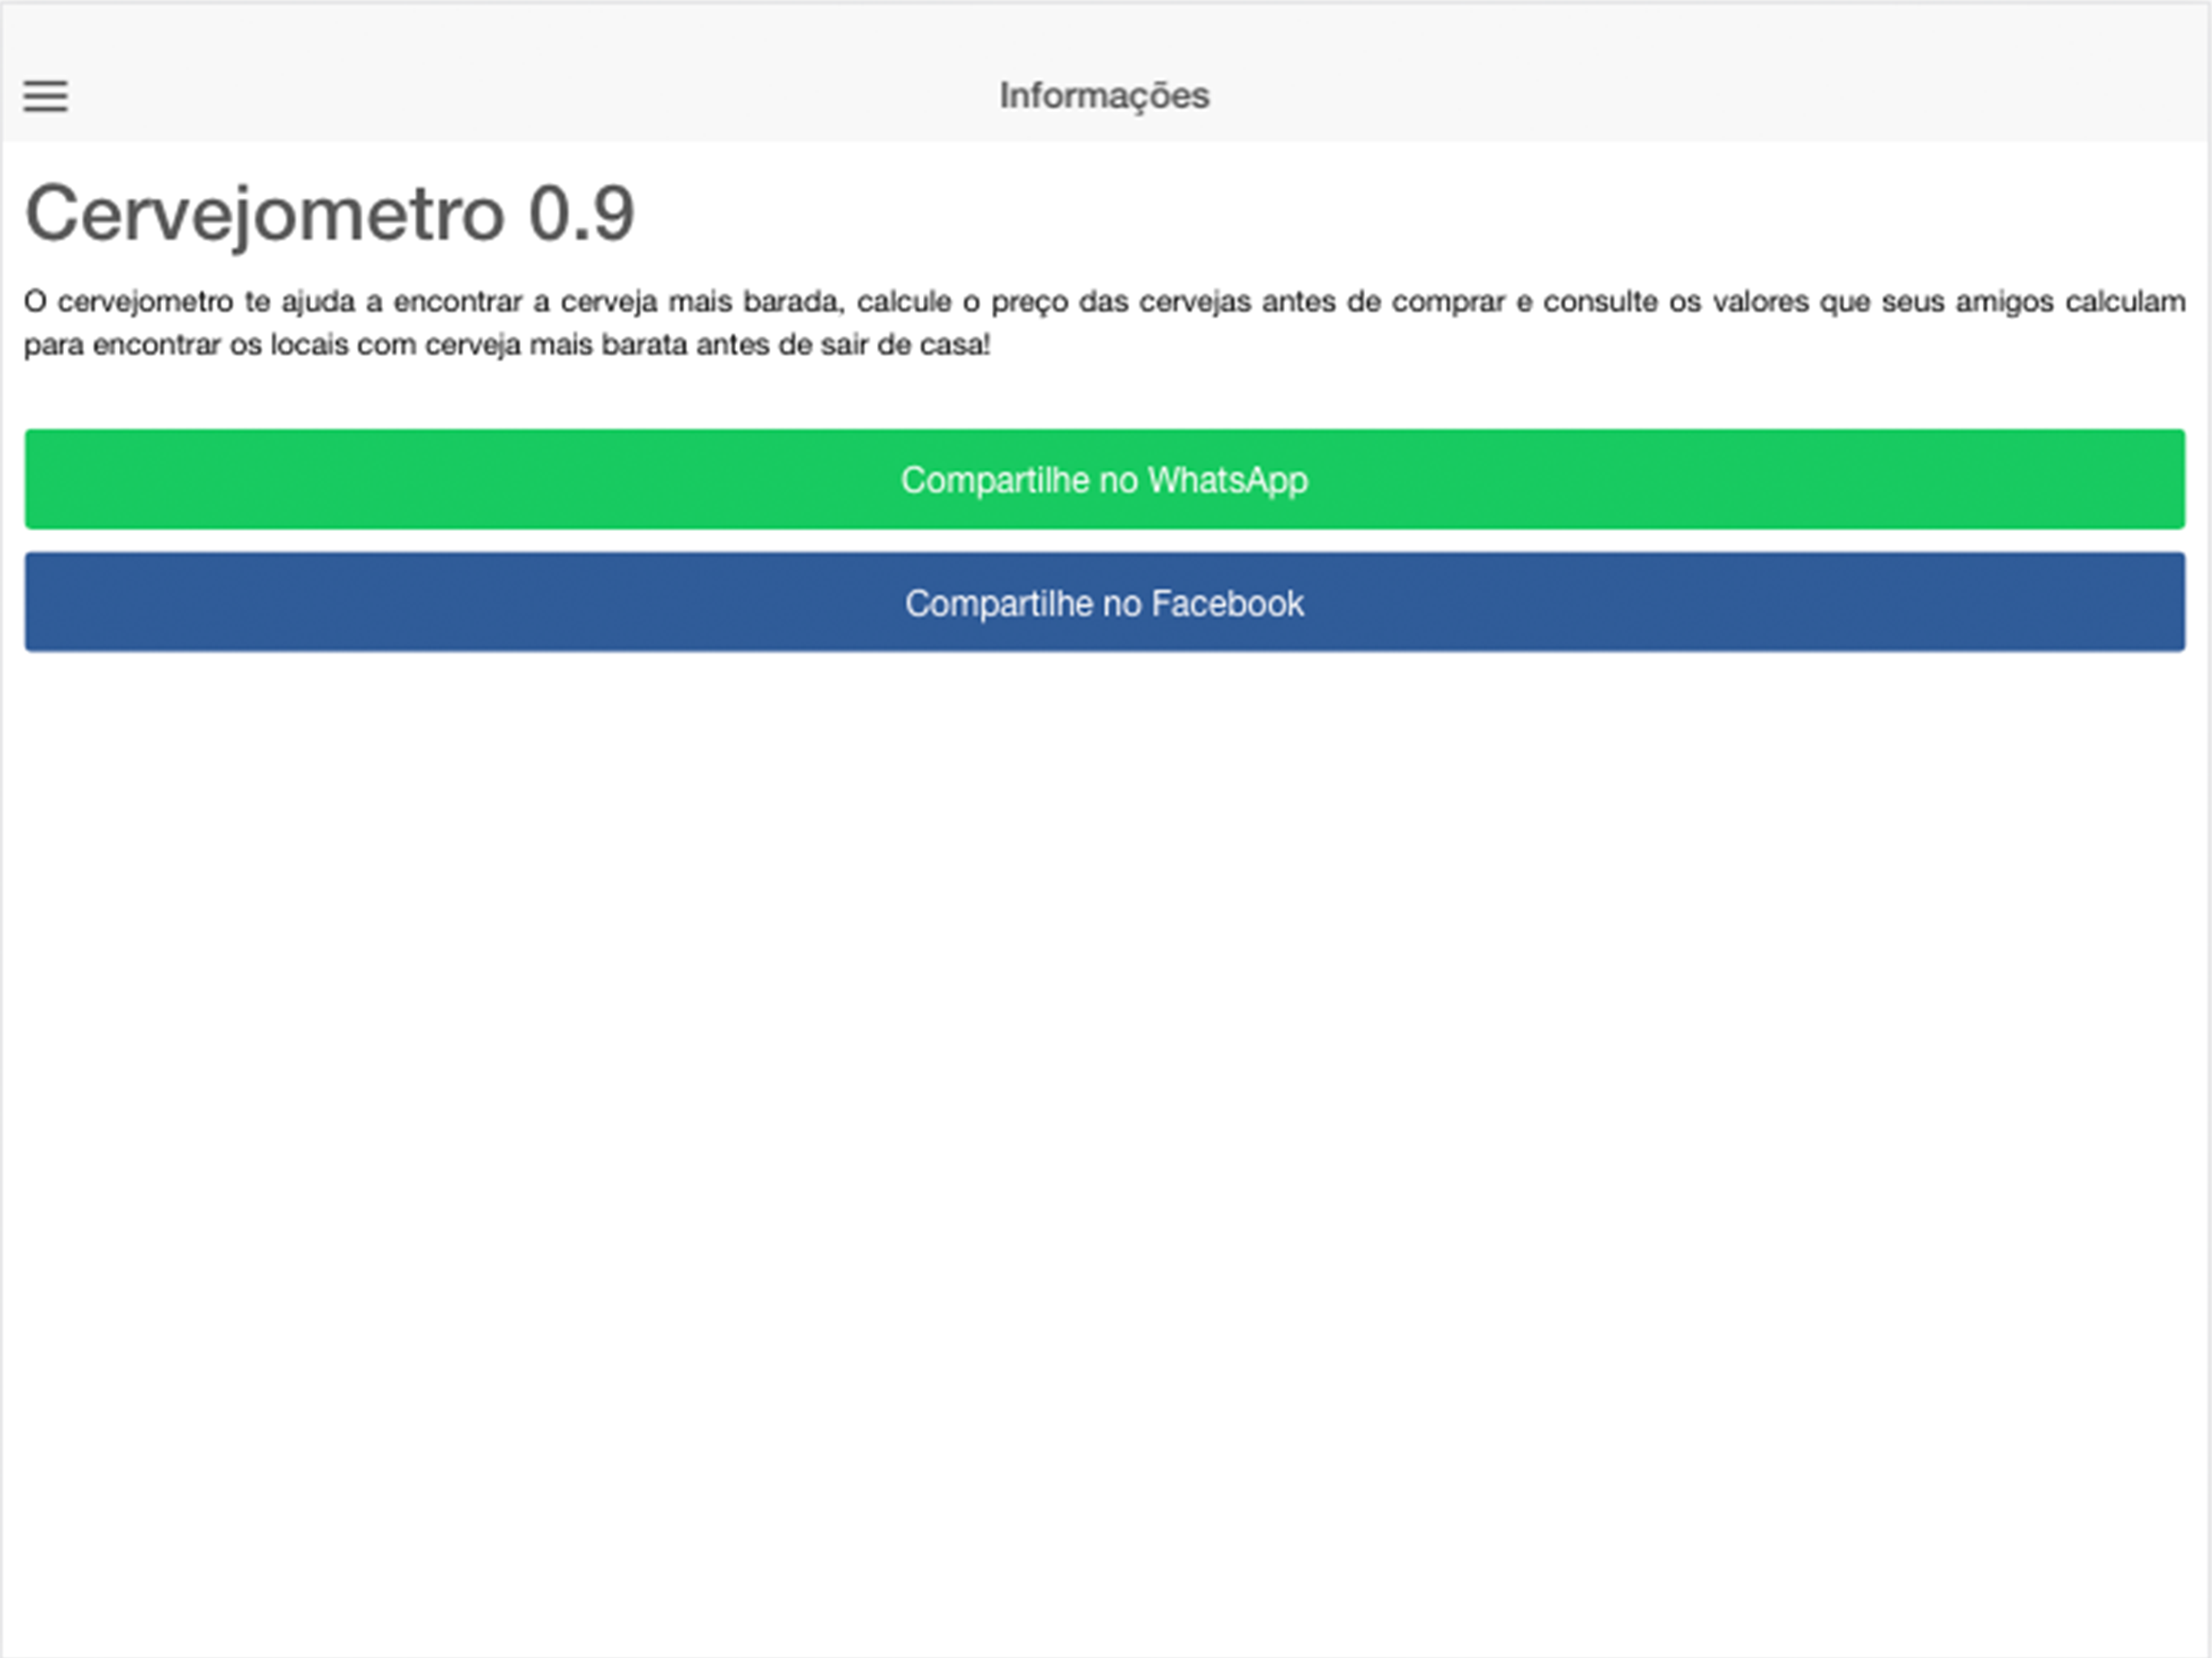 Informações
Cervejometro 0.9
O cervejometro te ajuda a encontrar a cerveja mais barada, calcule o preço das cervejas antes de comprar e consulte os valores que seus amigos calculam
para encontrar os locais com cerveja mais barata antes de sair de casa!
Compartilhe no WhatsApp
Compartilhe no Facebook